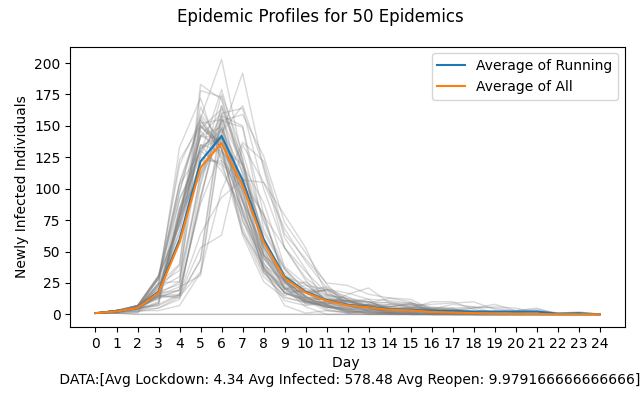 Epidemic Profiles for 50 Epidemics
Newly Infected Individuals
200
175
150
125
100
75
50
25
0
Average of Running
Average of All
0 1 2 3 4 5 6 7 8 9 10 11 12 13 14 15 16 17 18 19 20 21 22 23 24
Day
DATA:[Avg Lockdown: 4.34 Avg Infected: 578.48 Avg Reopen: 9.979166666666666]